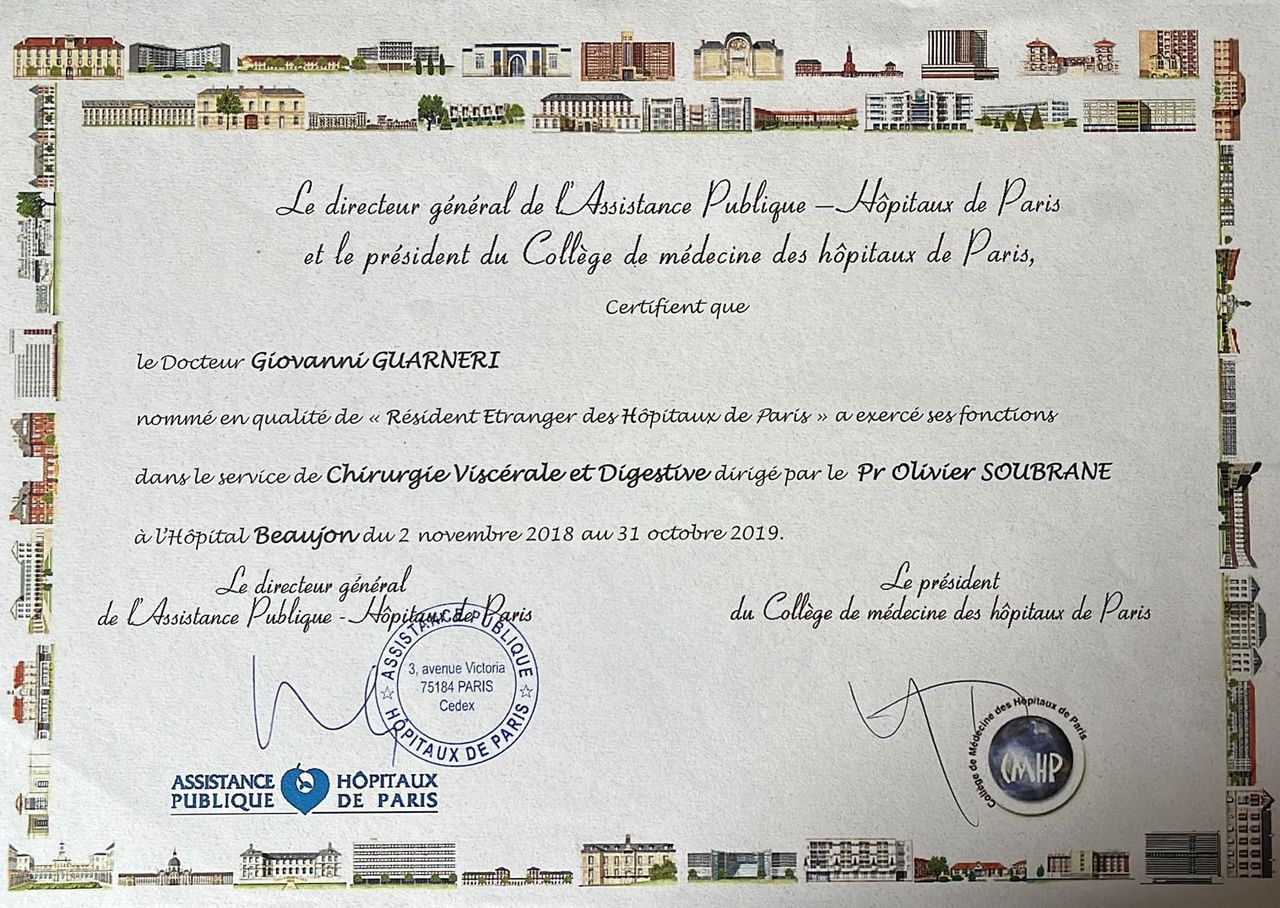 Le directeur général de l'Assistance Publique – Hôpitaux de Paris
et le président du Collège de médecine des hôpitaux de Paris,
Certifient que
le Docteur Giovanni GUARNERI
nommé en qualité de « Résident Etranger des Hôpitaux de Paris » a exercé ses fonctions
dans le service de Chirurgie Viscérale et Digestive dirigé par le Pr Olivier SOUBRANE
à l'Hôpital Beaujon du 2 novembre 2018 au 31 octobre 2019.
Le directeur général
de l'Assistance Publique - Hôpitaux de Paris
Le président
du Collège de médecine des hôpitaux de Paris
ASSISTANCE PUBLIQUE
3, avenue Victoria
75184 PARIS
Cedex
HÔPITAUX DE PARIS
Collège de Médecine des Hôpitaux de Paris
CMHP
ASSISTANCE HÔPITAUX
PUBLIQUE DE PARIS